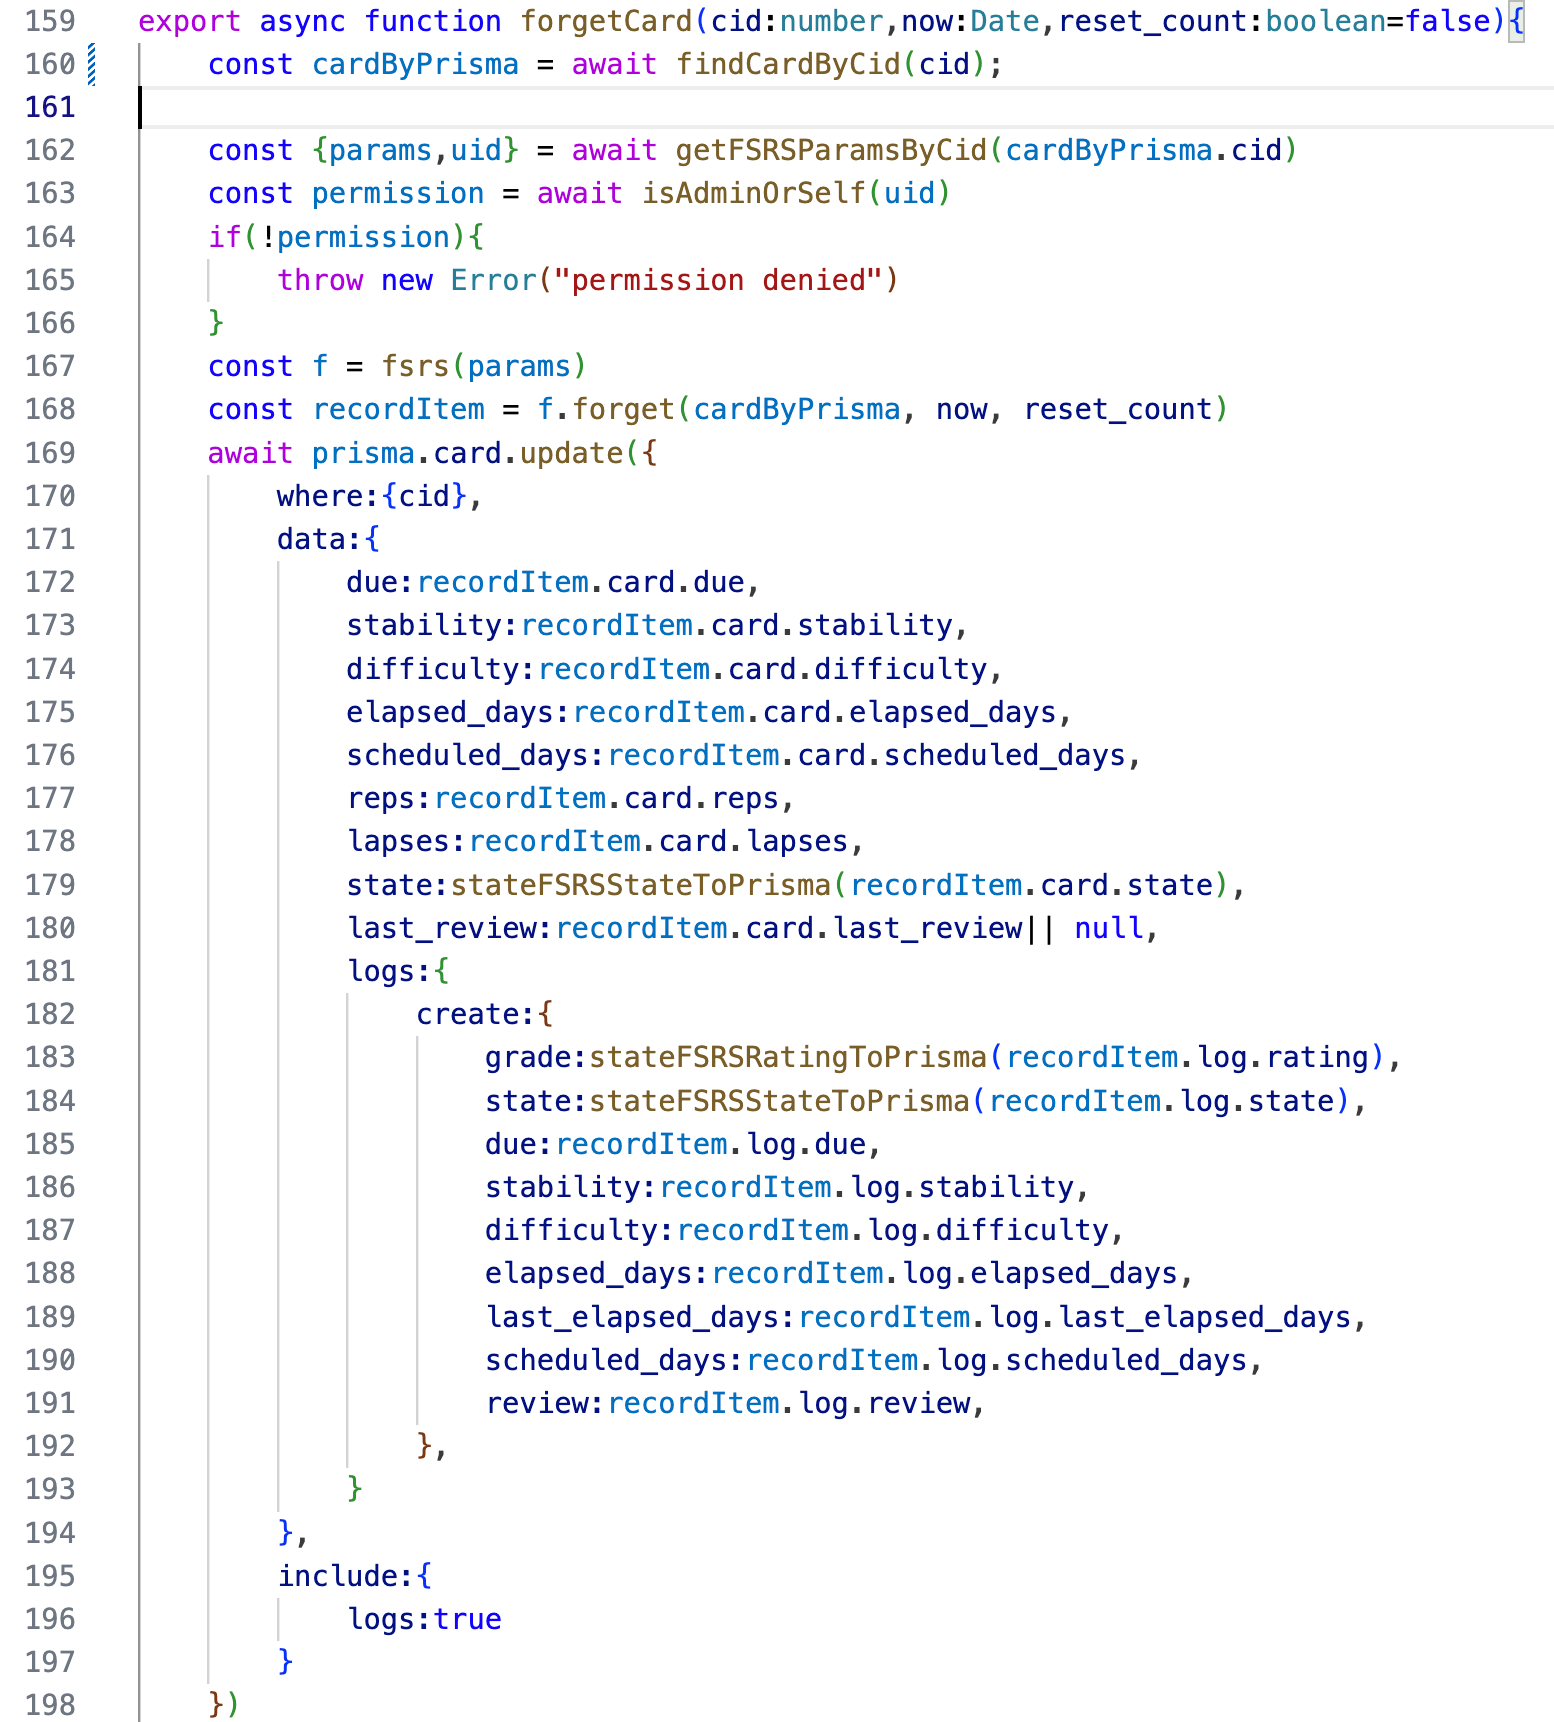 159 export async function forgetCard(cid:number,now:Date,reset_count:boolean=false){
160 const cardByPrisma = await findCardByCid(cid);
161
162 const {params,uid} = await getFSRSParamsByCid(cardByPrisma.cid)
163 const permission = await isAdminOrSelf(uid)
164 if(!permission){
165 throw new Error("permission denied")
166 }
167 const f = fsrs(params)
168 const recordItem = f.forget(cardByPrisma, now, reset_count)
169 await prisma.card.update({
170 where:{cid},
171 data:{
172 due:recordItem.card.due,
173 stability:recordItem.card.stability,
174 difficulty:recordItem.card.difficulty,
175 elapsed_days:recordItem.card.elapsed_days,
176 scheduled_days:recordItem.card.scheduled_days,
177 reps:recordItem.card.reps,
178 lapses:recordItem.card.lapses,
179 state:stateFSRSStateToPrisma(recordItem.card.state),
180 last_review:recordItem.card.last_review|| null,
181 logs:{
182 create:{
183 grade:stateFSRSRatingToPrisma(recordItem.log.rating),
184 state:stateFSRSStateToPrisma(recordItem.log.state),
185 due:recordItem.log.due,
186 stability:recordItem.log.stability,
187 difficulty:recordItem.log.difficulty,
188 elapsed_days:recordItem.log.elapsed_days,
189 last_elapsed_days:recordItem.log.last_elapsed_days,
190 scheduled_days:recordItem.log.scheduled_days,
191 review:recordItem.log.review,
192 },
193 }
194 },
195 include:{
196 logs:true
197 }
198 })